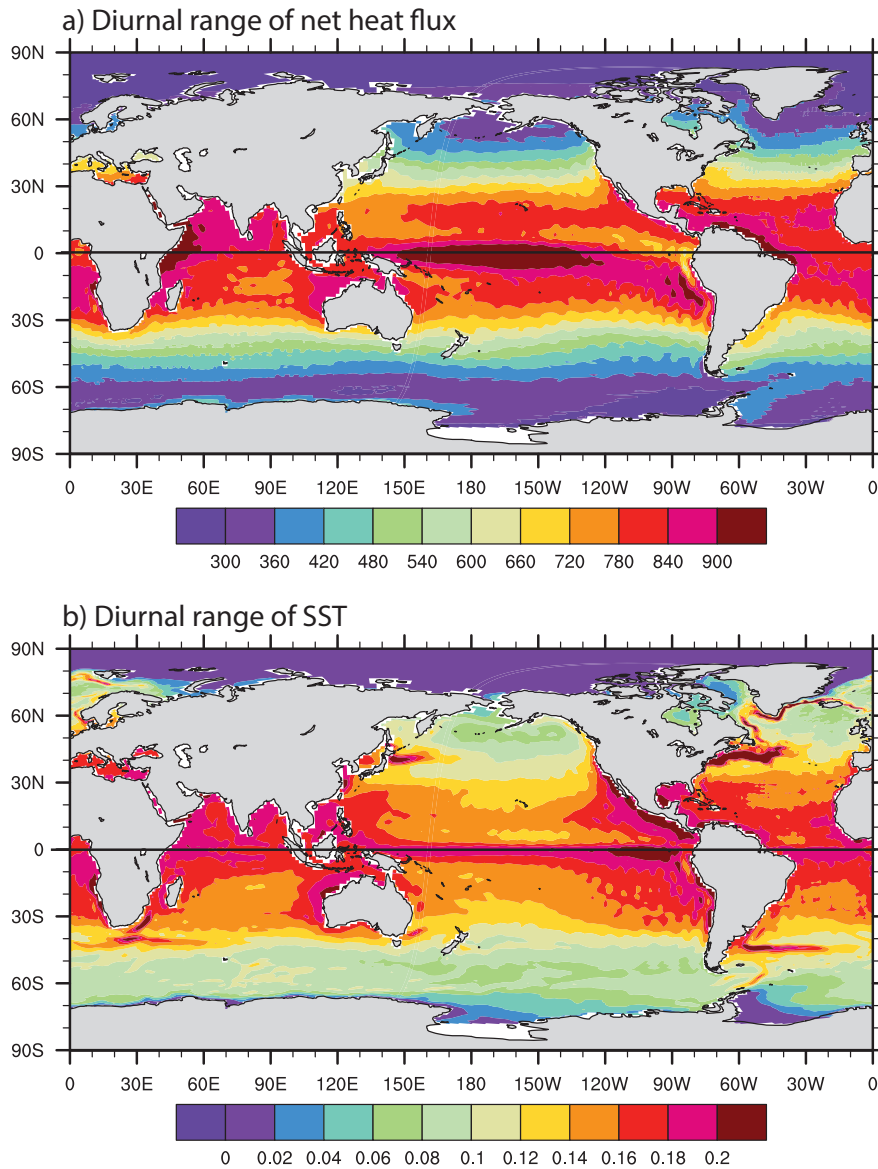 a) Diurnal range of net heat flux
90N
60N
30N
0
30S
60S
90S
0 30E 60E 90E 120E 150E 180 150W 120W 90W 60W 30W 0
300 360 420 480 540 600 660 720 780 840 900
b) Diurnal range of SST
90N
60N
30N
0
30S
60S
90S
0 30E 60E 90E 120E 150E 180 150W 120W 90W 60W 30W 0
0 0.02 0.04 0.06 0.08 0.1 0.12 0.14 0.16 0.18 0.2